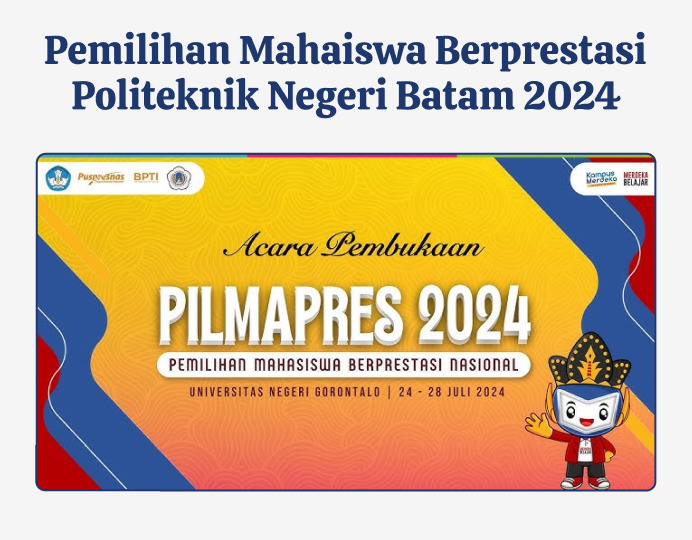 Pemilihan Mahaiswa Berprestasi
Politeknik Negeri Batam 2024
Puspresnas
BPTI
Kampus
Merdeka
MERDEKA
BELAJAR
Acara Pembukaan
PILMAPRES 2024
PEMILIHAN MAHASISWA BERPRESTASI NASIONAL
UNIVERSITAS NEGERI GORONTALO | 24 - 28 JULI 2024